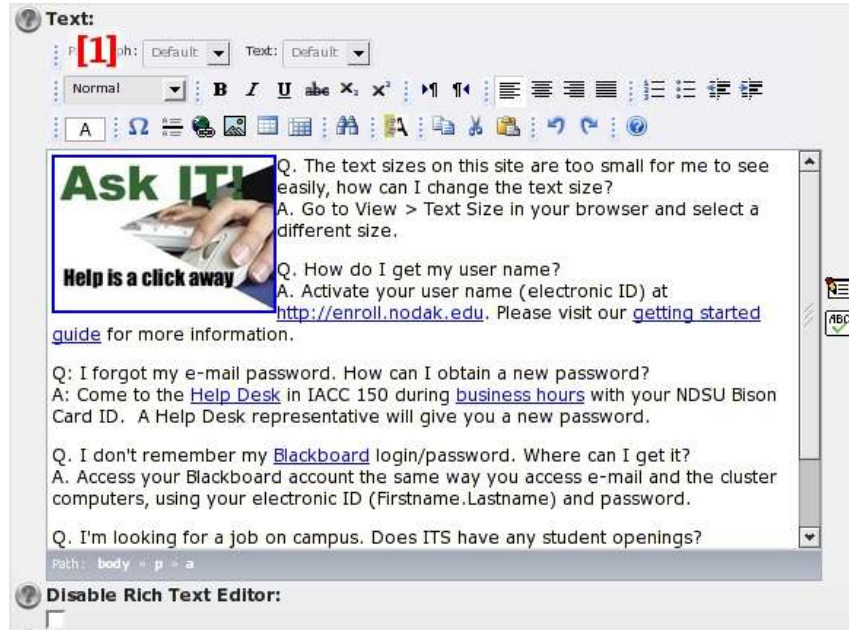 Text:
[1] ph: Default Text: Default
Normal B I U abc x₂ x²
A Ω
Ask IT!
Help is a click away
Q. The text sizes on this site are too small for me to see
easily, how can I change the text size?
A. Go to View > Text Size in your browser and select a
different size.
Q. How do I get my user name?
A. Activate your user name (electronic ID) at
http://enroll.nodak.edu. Please visit our getting started
guide for more information.
Q: I forgot my e-mail password. How can I obtain a new password?
A: Come to the Help Desk in IACC 150 during business hours with your NDSU Bison
Card ID. A Help Desk representative will give you a new password.
Q. I don't remember my Blackboard login/password. Where can I get it?
A. Access your Blackboard account the same way you access e-mail and the cluster
computers, using your electronic ID (Firstname.Lastname) and password.
Q. I'm looking for a job on campus. Does ITS have any student openings?
Path: body » p » a
Disable Rich Text Editor: